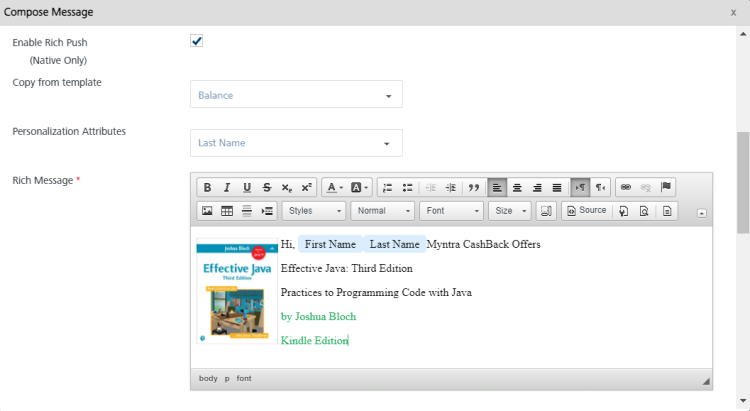 Compose Message x
Enable Rich Push
(Native Only)
Copy from template
Balance
Personalization Attributes
Last Name
Rich Message *
B I U S x₂ x² A A
Styles Normal Font Size Source
Joshua Bloch
Effective Java
Third Edition
Hi, First Name Last Name Myntra CashBack Offers
Effective Java: Third Edition
Practices to Programming Code with Java
by Joshua Bloch
Kindle Edition
body p font